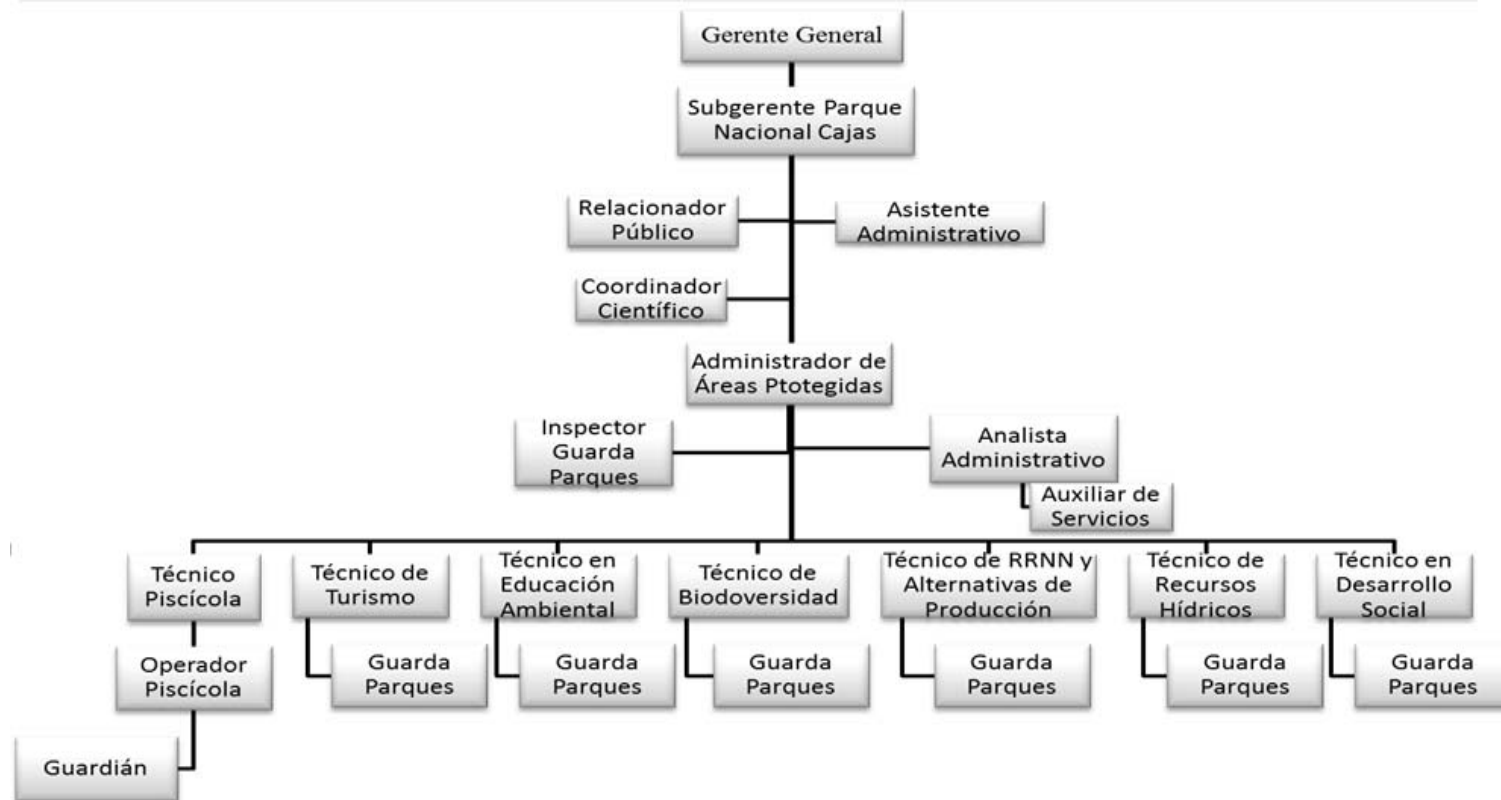 Gerente General
Subgerente Parque
Nacional Cajas
Relacionador
Público
Asistente
Administrativo
Coordinador
Científico
Administrador de
Áreas Ptotegidas
Inspector
Guarda
Parques
Analista
Administrativo
Auxiliar de
Servicios
Técnico
Piscícola
Técnico de
Turismo
Técnico en
Educación
Ambiental
Técnico de
Biodoversidad
Técnico de RRNN y
Alternativas de
Producción
Técnico de
Recursos
Hídricos
Técnico en
Desarrollo
Social
Operador
Piscícola
Guarda
Parques
Guarda
Parques
Guarda
Parques
Guarda
Parques
Guarda
Parques
Guarda
Parques
Guardián